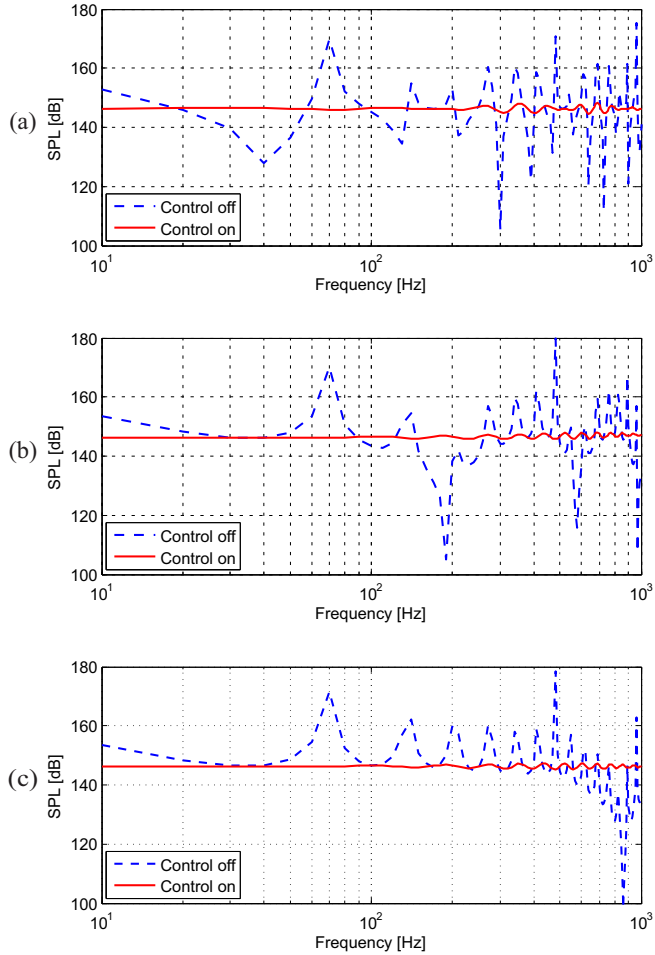 180
160
140
120
100
SPL [dB]
(a)
Control off
Control on
10^1
10^2
10^3
Frequency [Hz]
180
160
140
120
100
SPL [dB]
(b)
Control off
Control on
10^1
10^2
10^3
Frequency [Hz]
180
160
140
120
100
SPL [dB]
(c)
Control off
Control on
10^1
10^2
10^3
Frequency [Hz]